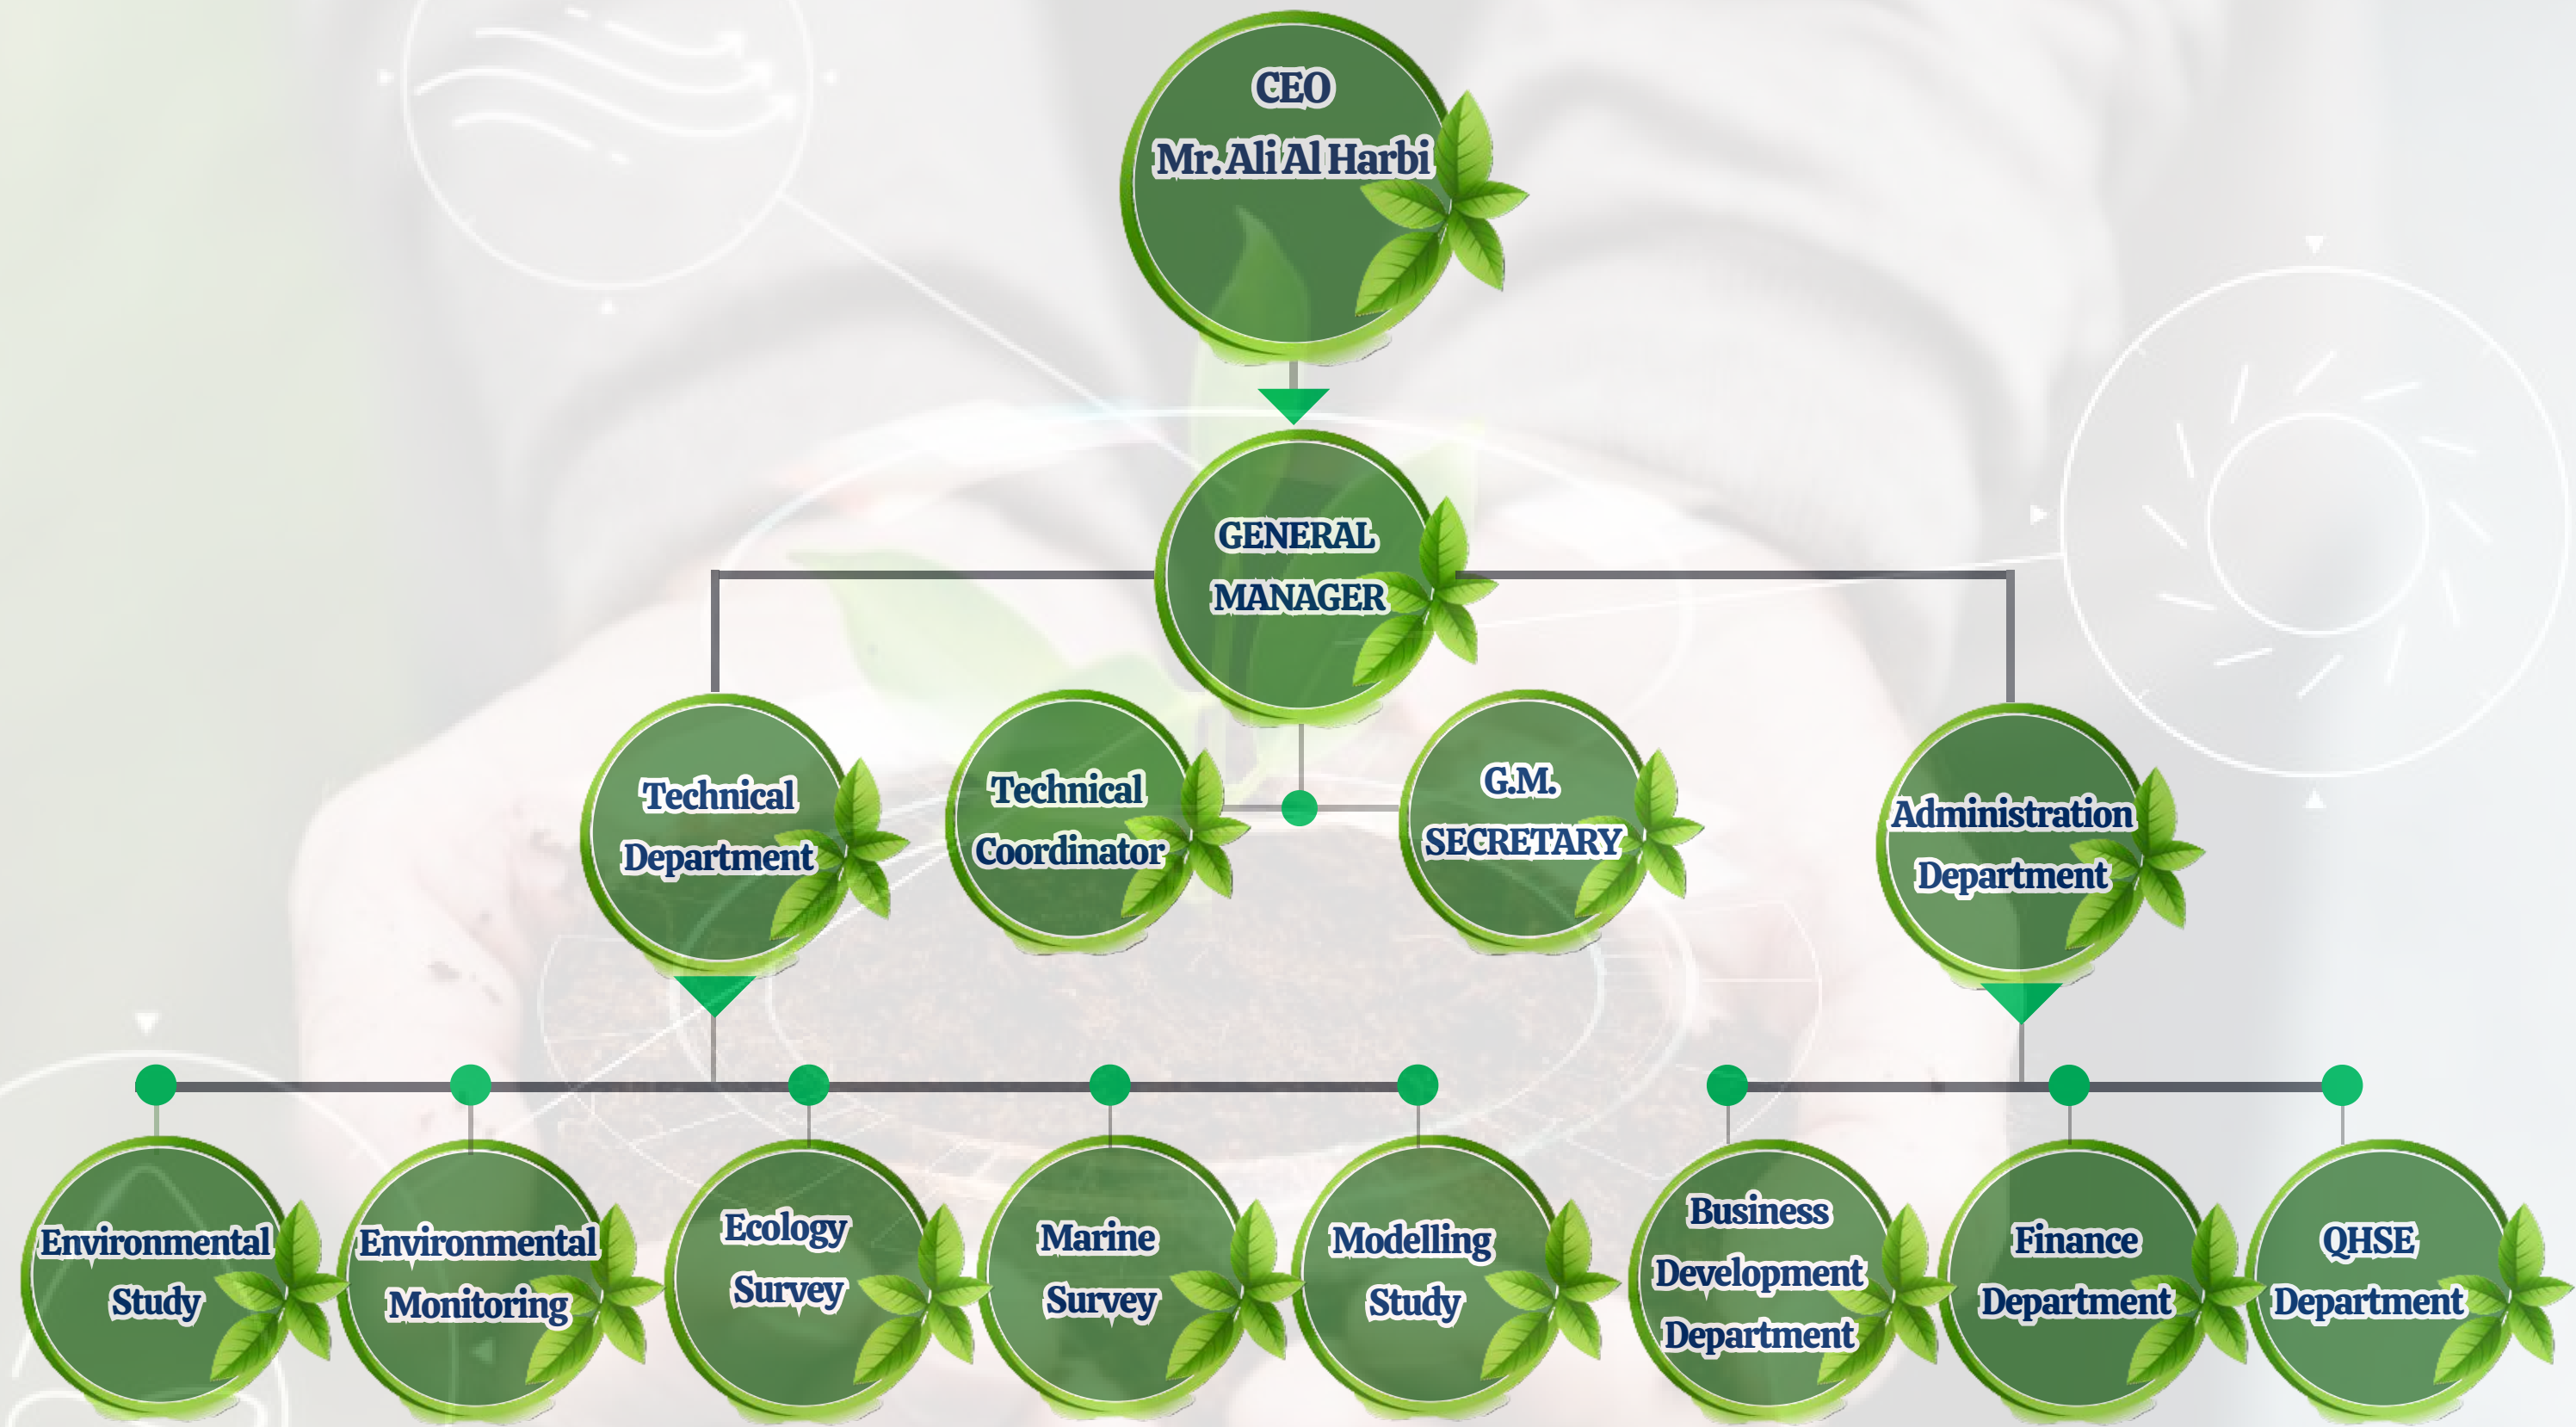 CEO
Mr. Ali Al Harbi
GENERAL
MANAGER
Technical
Department
Technical
Coordinator
G.M.
SECRETARY
Administration
Department
Environmental
Study
Environmental
Monitoring
Ecology
Survey
Marine
Survey
Modelling
Study
Business
Development
Department
Finance
Department
QHSE
Department